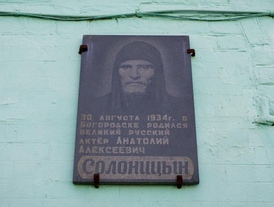 30 АВГУСТА 1934г. В
БОГОРОДСКЕ РОДИЛСЯ
ВЕЛИКИЙ РУССКИЙ
АКТЁР АНАТОЛИЙ
АЛЕКСЕЕВИЧ
СОЛОНИЦЫН